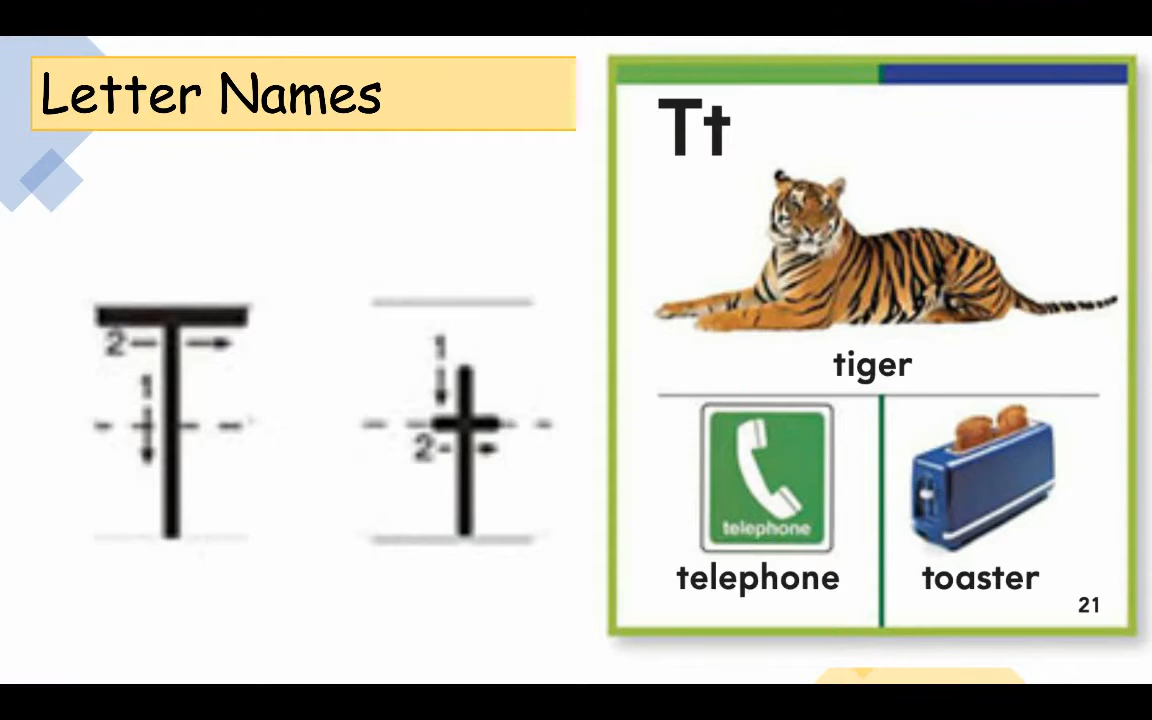 Letter Names
T
2
1
t
1
2
Tt
tiger
telephone
telephone
toaster
21